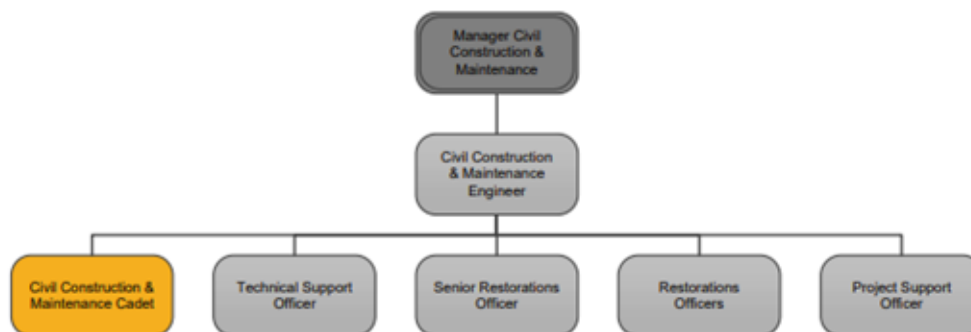 Manager Civil
Construction &
Maintenance
Civil Construction
& Maintenance
Engineer
Civil Construction &
Maintenance Cadet
Technical Support
Officer
Senior Restorations
Officer
Restorations
Officers
Project Support
Officer